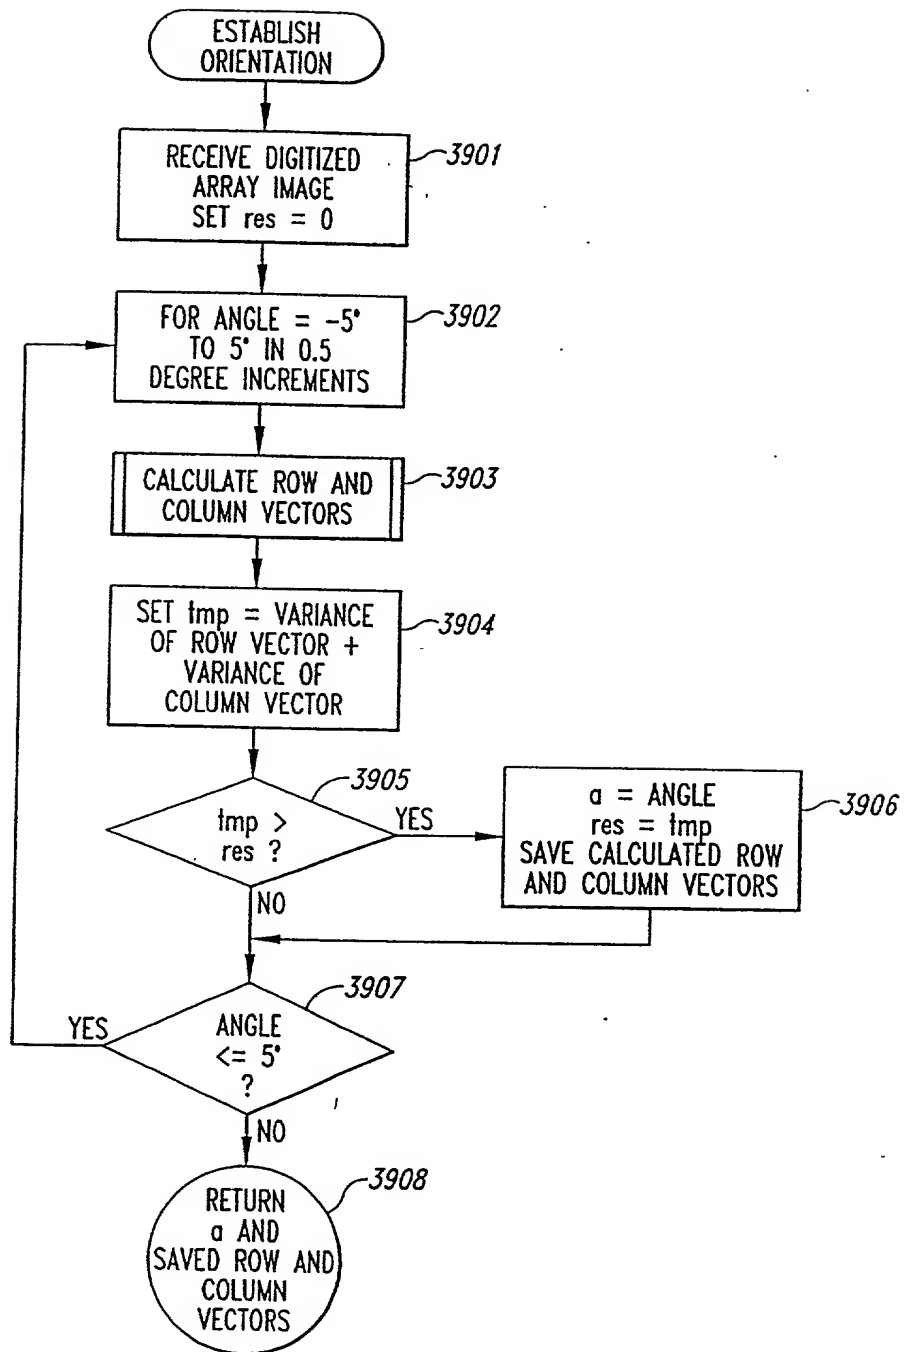 ESTABLISH
ORIENTATION
RECEIVE DIGITIZED
ARRAY IMAGE
SET res = 0
3901
FOR ANGLE = -5°
TO 5° IN 0.5
DEGREE INCREMENTS
3902
CALCULATE ROW AND
COLUMN VECTORS
3903
SET tmp = VARIANCE
OF ROW VECTOR +
VARIANCE OF
COLUMN VECTOR
3904
tmp >
res ?
3905
YES
NO
a = ANGLE
res = tmp
SAVE CALCULATED ROW
AND COLUMN VECTORS
3906
ANGLE
<= 5°
?
3907
YES
NO
RETURN
a AND
SAVED ROW AND
COLUMN
VECTORS
3908